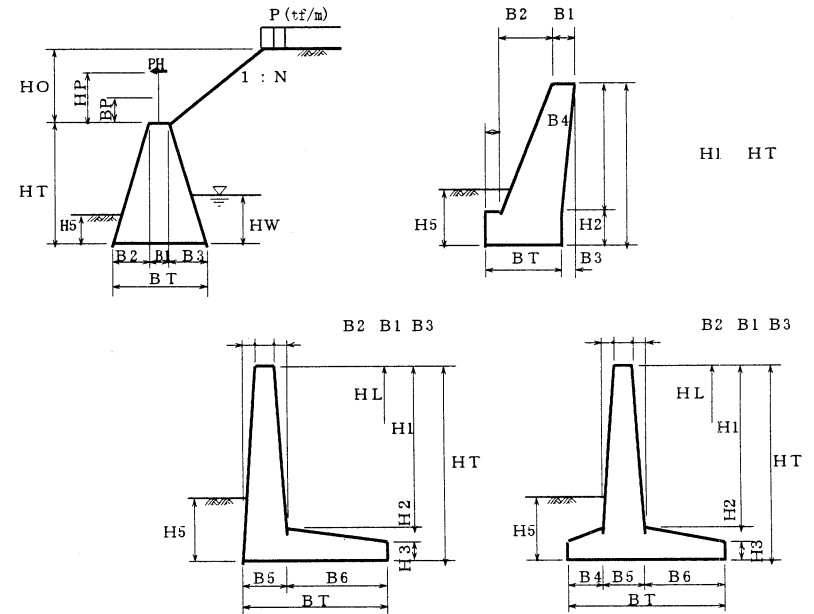 P (tf/m)
B2 B1
PH
HO
HP
BP
1 : N
B4
H1 HT
HT
H5
HW
H5
H2
B2 B1 B3
BT
BT
B3
B2 B1 B3
B2 B1 B3
HL
H1
HT
HL
H1
HT
H5
H2
H3
H5
H2
H3
B5 B6
BT
B4 B5 B6
BT